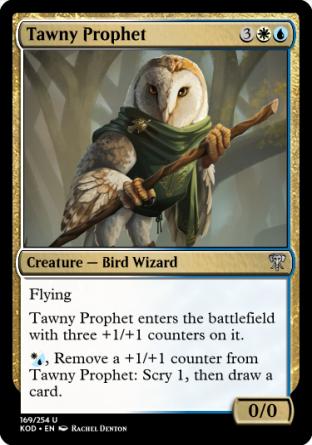 Tawny Prophet 3
Creature — Bird Wizard
Flying
Tawny Prophet enters the battlefield
with three +1/+1 counters on it.
, Remove a +1/+1 counter from
Tawny Prophet: Scry 1, then draw a
card.
0/0
169/254 U
KOD • EN Rachel Denton